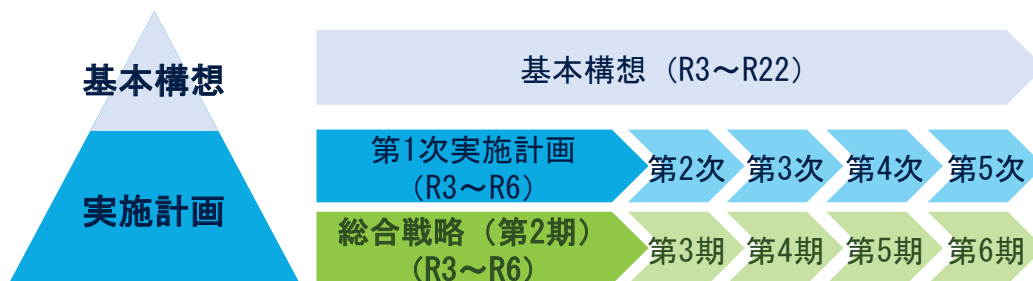 基本構想
実施計画
基本構想（R3～R22）
第1次実施計画
（R3～R6）
第2次
第3次
第4次
第5次
総合戦略（第2期）
（R3～R6）
第3期
第4期
第5期
第6期